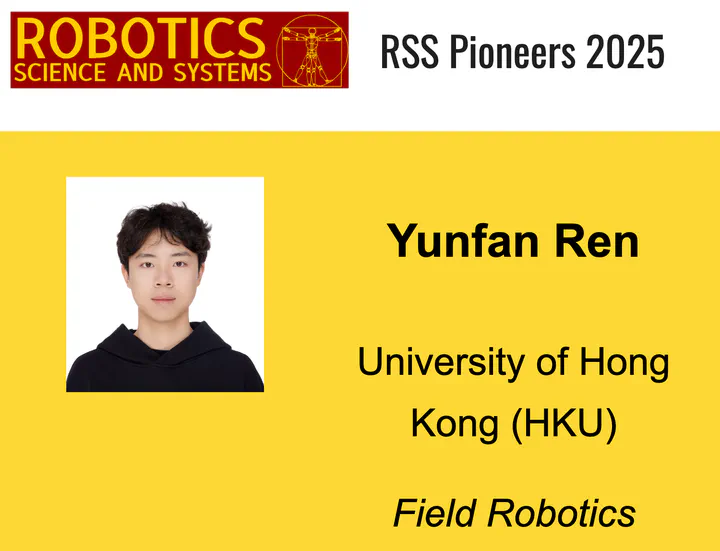 ROBOTICS
SCIENCE AND SYSTEMS
RSS Pioneers 2025
Yunfan Ren
University of Hong
Kong (HKU)
Field Robotics